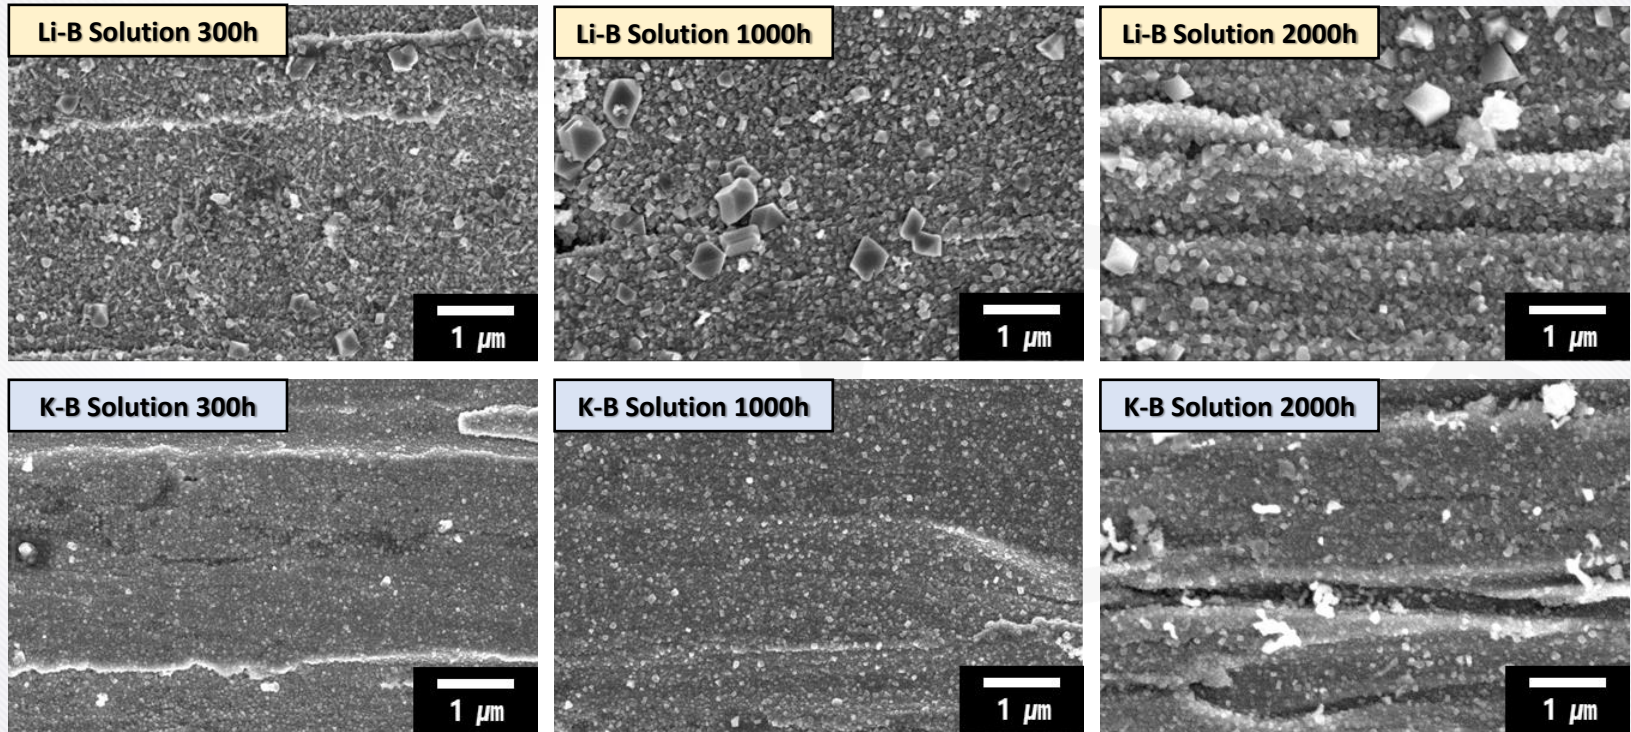 Li-B Solution 300h
Li-B Solution 1000h
Li-B Solution 2000h
1 μm
1 μm
1 μm
K-B Solution 300h
K-B Solution 1000h
K-B Solution 2000h
1 μm
1 μm
1 μm